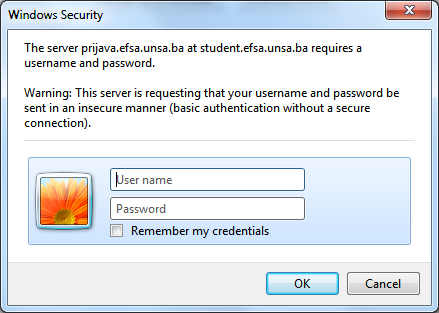 Windows Security
The server prijava.efsa.unsa.ba at student.efsa.unsa.ba requires a
username and password.
Warning: This server is requesting that your username and password be
sent in an insecure manner (basic authentication without a secure
connection).
User name
Password
Remember my credentials
OK
Cancel